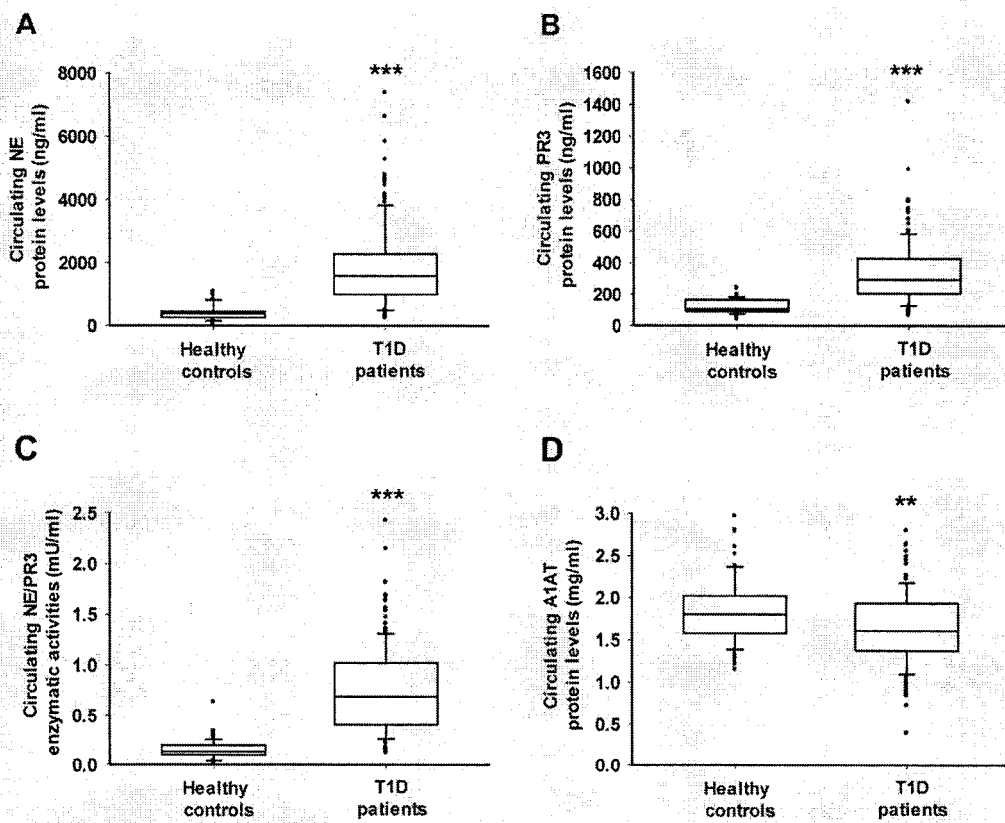 A
Circulating NE
protein levels (ng/ml)
8000
6000
4000
2000
0
***
Healthy
controls
T1D
patients
B
Circulating PR3
protein levels (ng/ml)
1600
1400
1200
1000
800
600
400
200
0
***
Healthy
controls
T1D
patients
C
Circulating NE/PR3
enzymatic activities (mU/ml)
2.5
2.0
1.5
1.0
0.5
0.0
***
Healthy
controls
T1D
patients
D
Circulating A1AT
protein levels (mg/ml)
3.0
2.5
2.0
1.5
1.0
0.5
0.0
**
Healthy
controls
T1D
patients